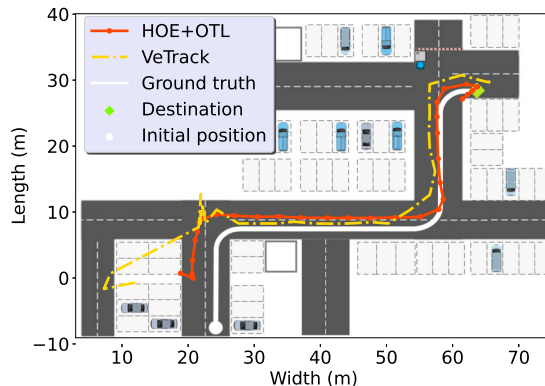 40
30
20
10
0
−10
Length (m)
HOE+OTL
VeTrack
Ground truth
Destination
Initial position
10 20 30 40 50 60 70
Width (m)